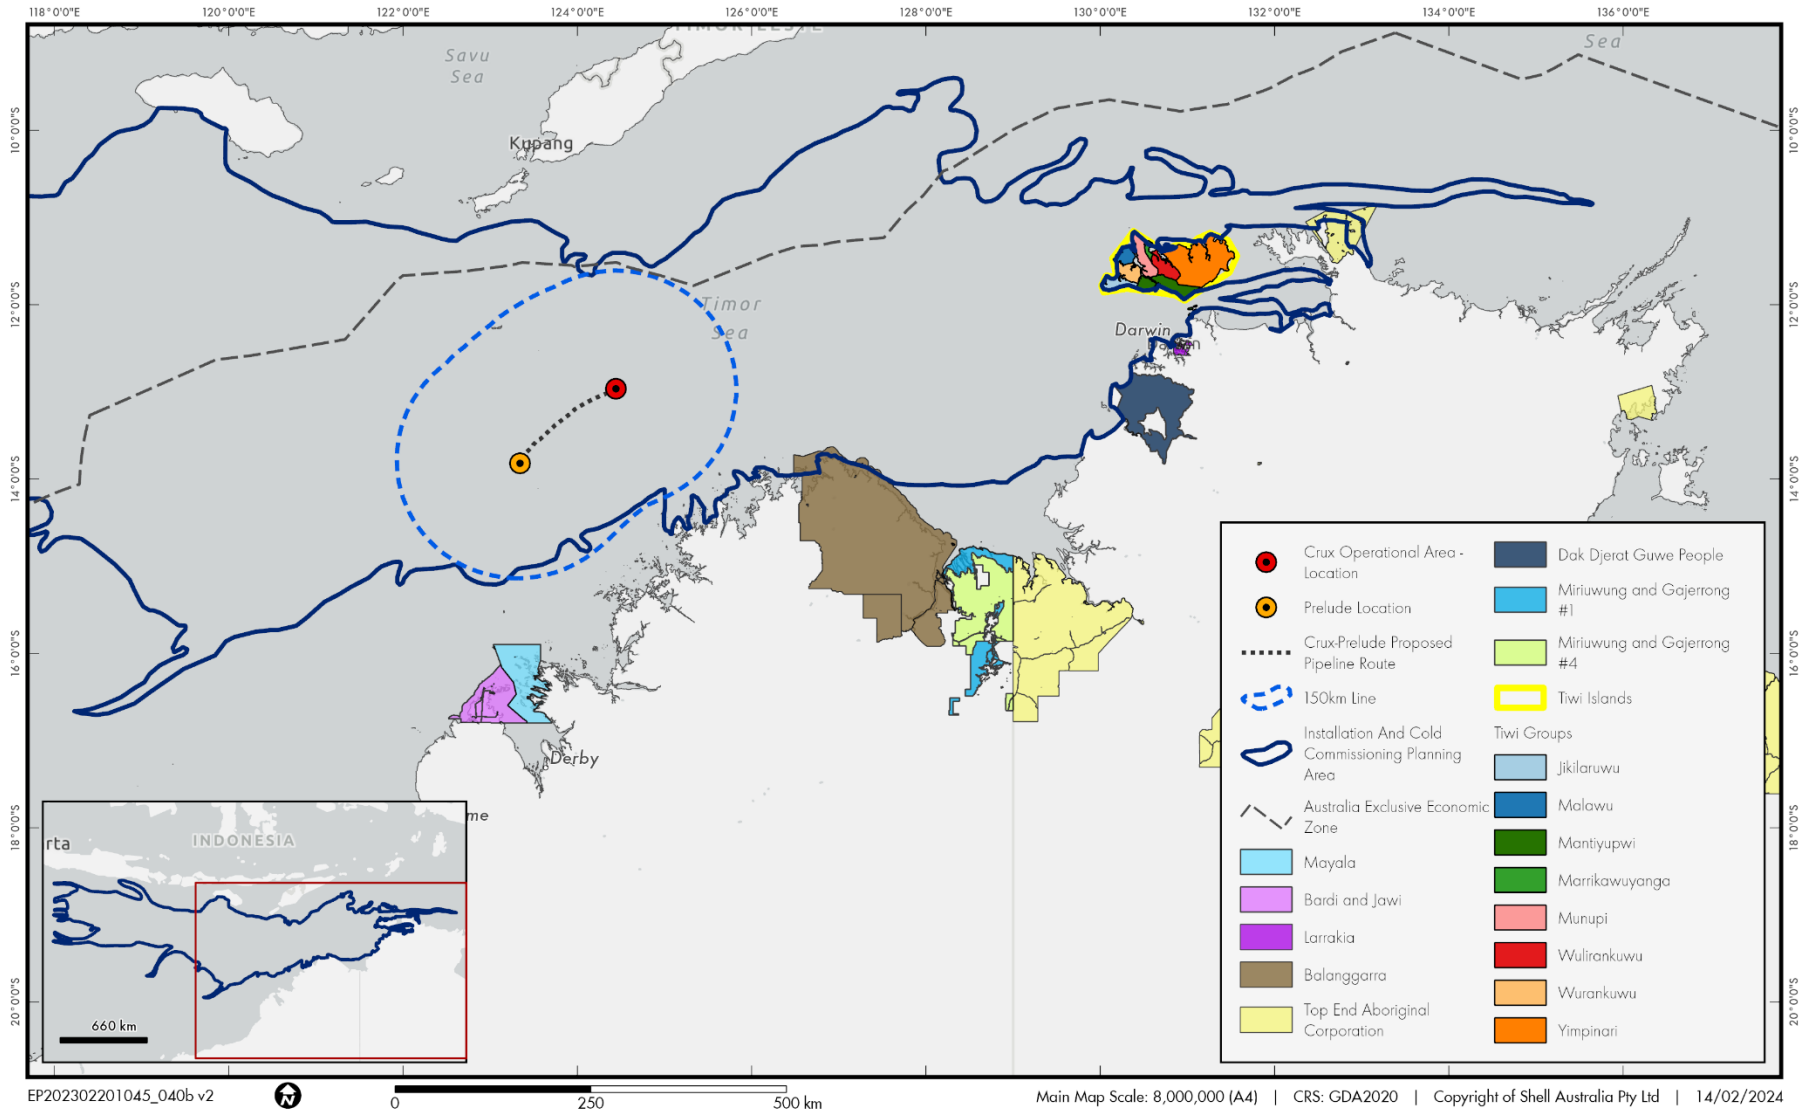 118°0'0"E 120°0'0"E 122°0'0"E 124°0'0"E 126°0'0"E 128°0'0"E 130°0'0"E 132°0'0"E 134°0'0"E 136°0'0"E
Savu
Sea
TIMOR-LESTE
Sea
10°0'0"S
Kupang
10°0'0"S
12°0'0"S
Timor
Sea
Darwin
Darwin
12°0'0"S
14°0'0"S
14°0'0"S
16°0'0"S
16°0'0"S
Derby
me
18°0'0"S
18°0'0"S
20°0'0"S
20°0'0"S
Crux Operational Area -
Location
Prelude Location
Crux-Prelude Proposed
Pipeline Route
150km Line
Installation And Cold
Commissioning Planning
Area
Australia Exclusive Economic
Zone
Mayala
Bardi and Jawi
Larrakia
Balanggarra
Top End Aboriginal
Corporation
Dak Djerat Guwe People
Miriuwung and Gajerrong
#1
Miriuwung and Gajerrong
#4
Tiwi Islands
Tiwi Groups
Jikilaruwu
Malawu
Mantiyupwi
Marrikawuyanga
Munupi
Wulirankuwu
Wurankuwu
Yimpinari
rta
INDONESIA
660 km
EP202302201045_040b v2
N
0 250 500 km
Main Map Scale: 8,000,000 (A4) | CRS: GDA2020 | Copyright of Shell Australia Pty Ltd | 14/02/2024